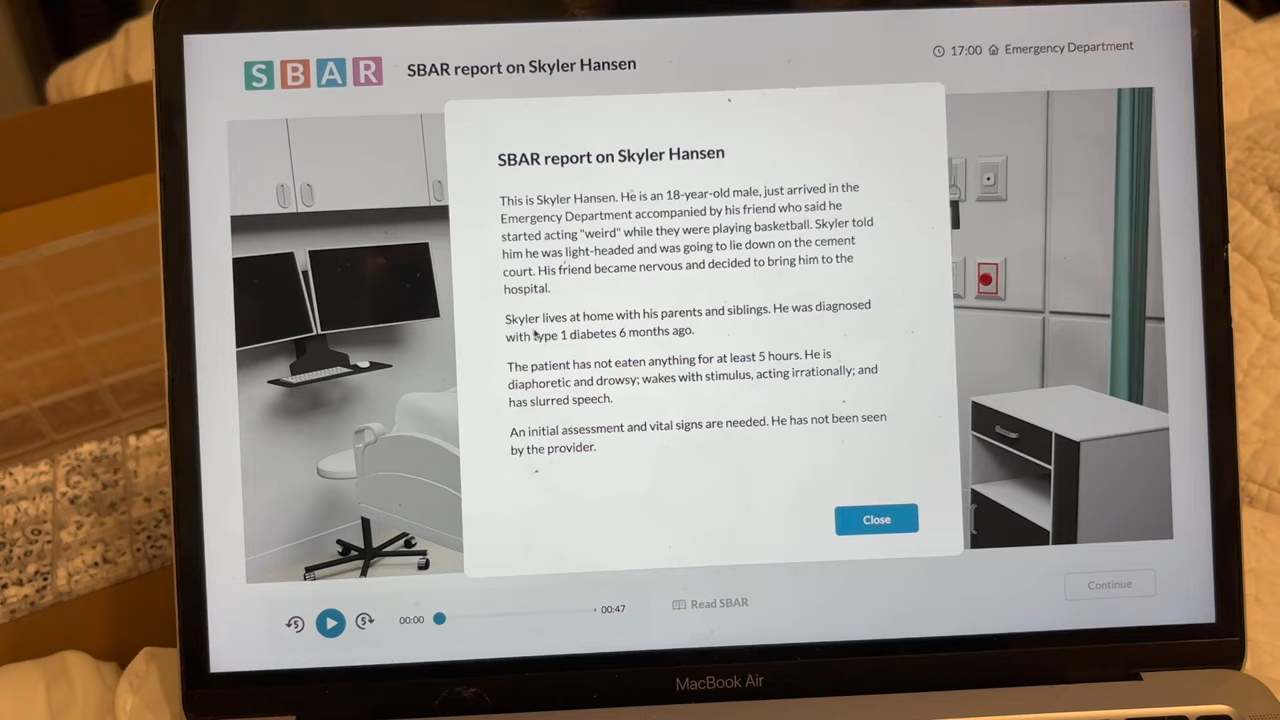 SBAR
SBAR report on Skyler Hansen
17:00 Emergency Department
SBAR report on Skyler Hansen
This is Skyler Hansen. He is an 18-year-old male, just arrived in the
Emergency Department accompanied by his friend who said he
started acting "weird" while they were playing basketball. Skyler told
him he was light-headed and was going to lie down on the cement
court. His friend became nervous and decided to bring him to the
hospital.
Skyler lives at home with his parents and siblings. He was diagnosed
with type 1 diabetes 6 months ago.
The patient has not eaten anything for at least 5 hours. He is
diaphoretic and drowsy; wakes with stimulus, acting irrationally; and
has slurred speech.
An initial assessment and vital signs are needed. He has not been seen
by the provider.
Close
Continue
5
5
00:00
00:47
Read SBAR
MacBook Air